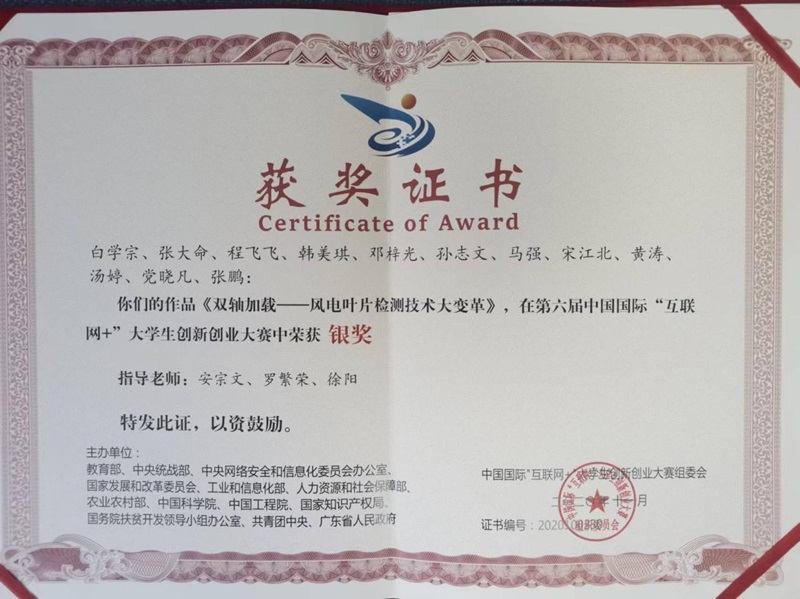 获奖证书
Certificate of Award
白学宗、张大命、程飞飞、韩美琪、邓梓光、孙志文、马强、宋江北、黄涛、
汤婷、党晓凡、张鹏：
你们的作品《双轴加载——风电叶片检测技术大变革》，在第六届中国国际“互联
网+”大学生创新创业大赛中荣获 银奖
指导老师：安宗文、罗繁荣、徐阳
特发此证，以资鼓励。
主办单位：
教育部、中央统战部、中央网络安全和信息化委员会办公室、
国家发展和改革委员会、工业和信息化部、人力资源和社会保障部、
农业农村部、中国科学院、中国工程院、国家知识产权局、
国务院扶贫开发领导小组办公室、共青团中央、广东省人民政府
中国国际“互联网+”大学生创新创业大赛组委会
月
证书编号：